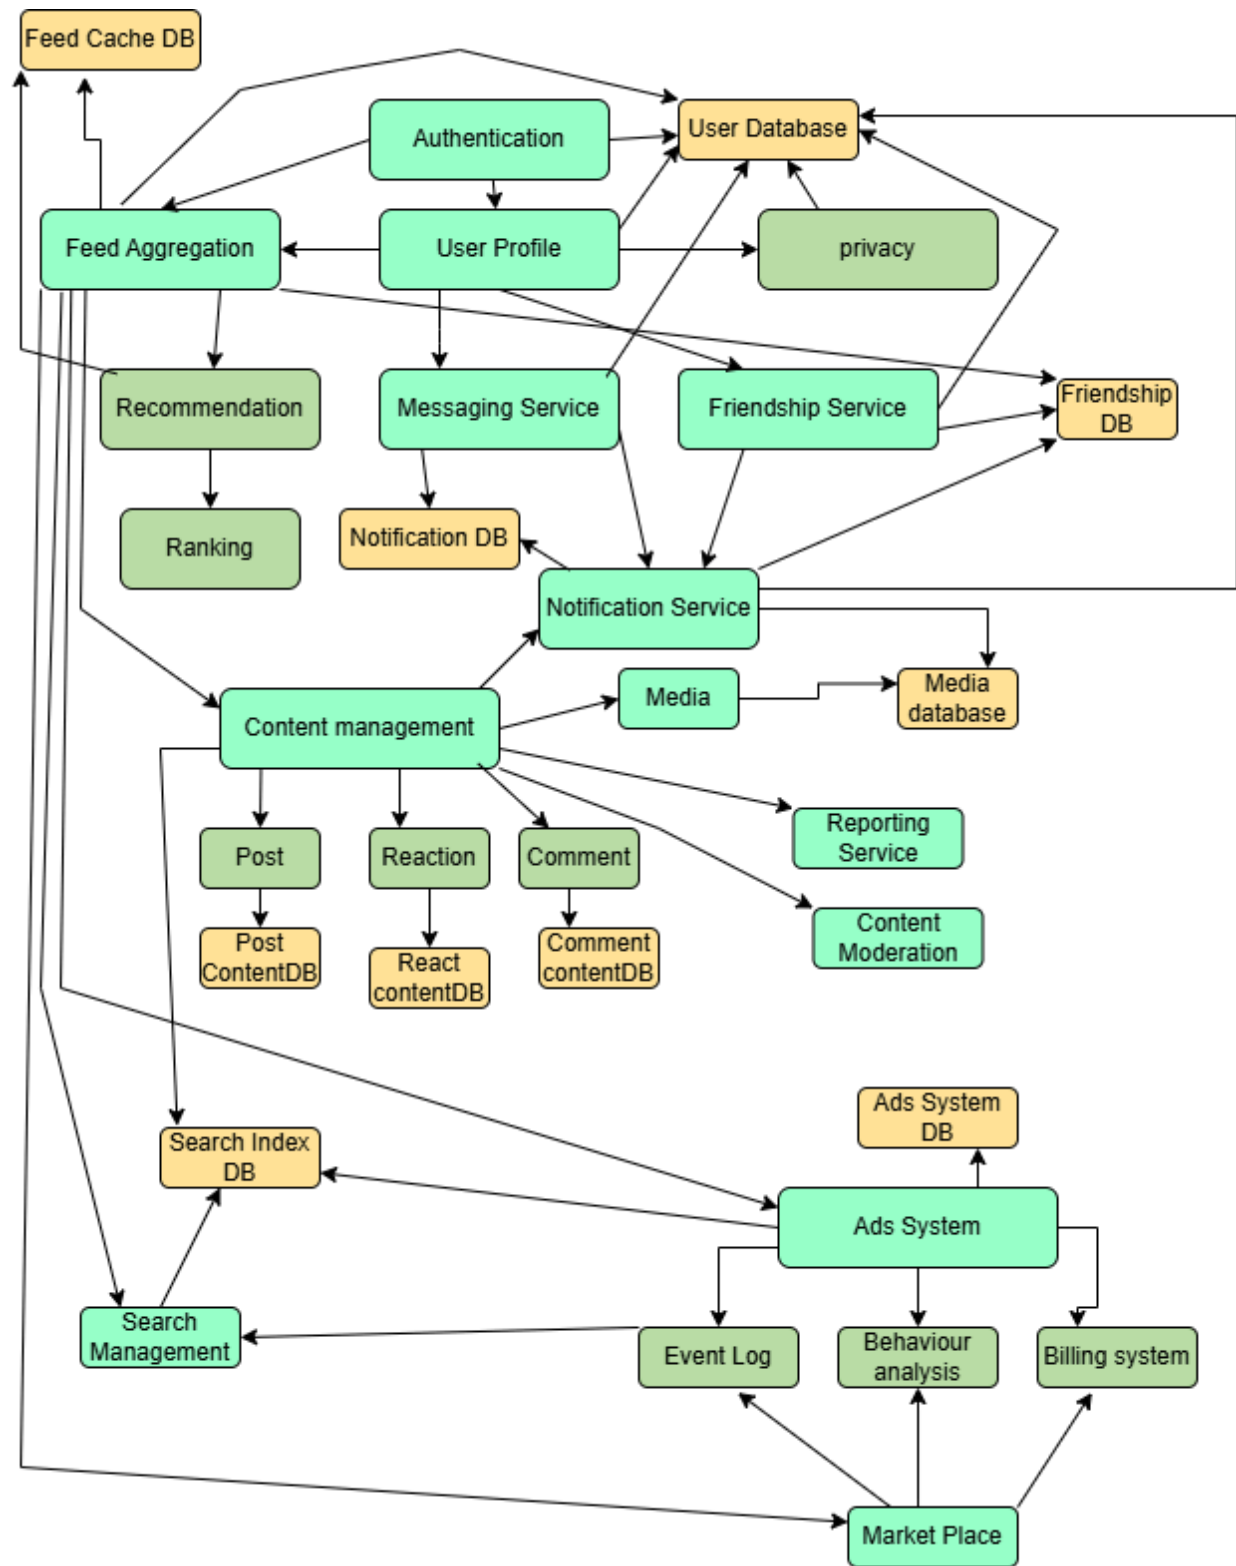 Feed Cache DB
User Database
Authentication
Feed Aggregation
User Profile
privacy
Recommendation
Messaging Service
Friendship Service
Friendship
DB
Ranking
Notification DB
Notification Service
Media
Media
database
Content management
Reporting
Service
Post
Reaction
Comment
Content
Moderation
Post
ContentDB
React
contentDB
Comment
contentDB
Ads System
DB
Search Index
DB
Ads System
Search
Management
Event Log
Behaviour
analysis
Billing system
Market Place